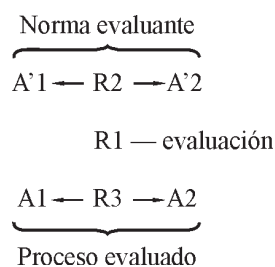 Norma evaluante
A’1 ← R2 → A’2
R1 — evaluación
A1 ← R3 → A2
Proceso evaluado